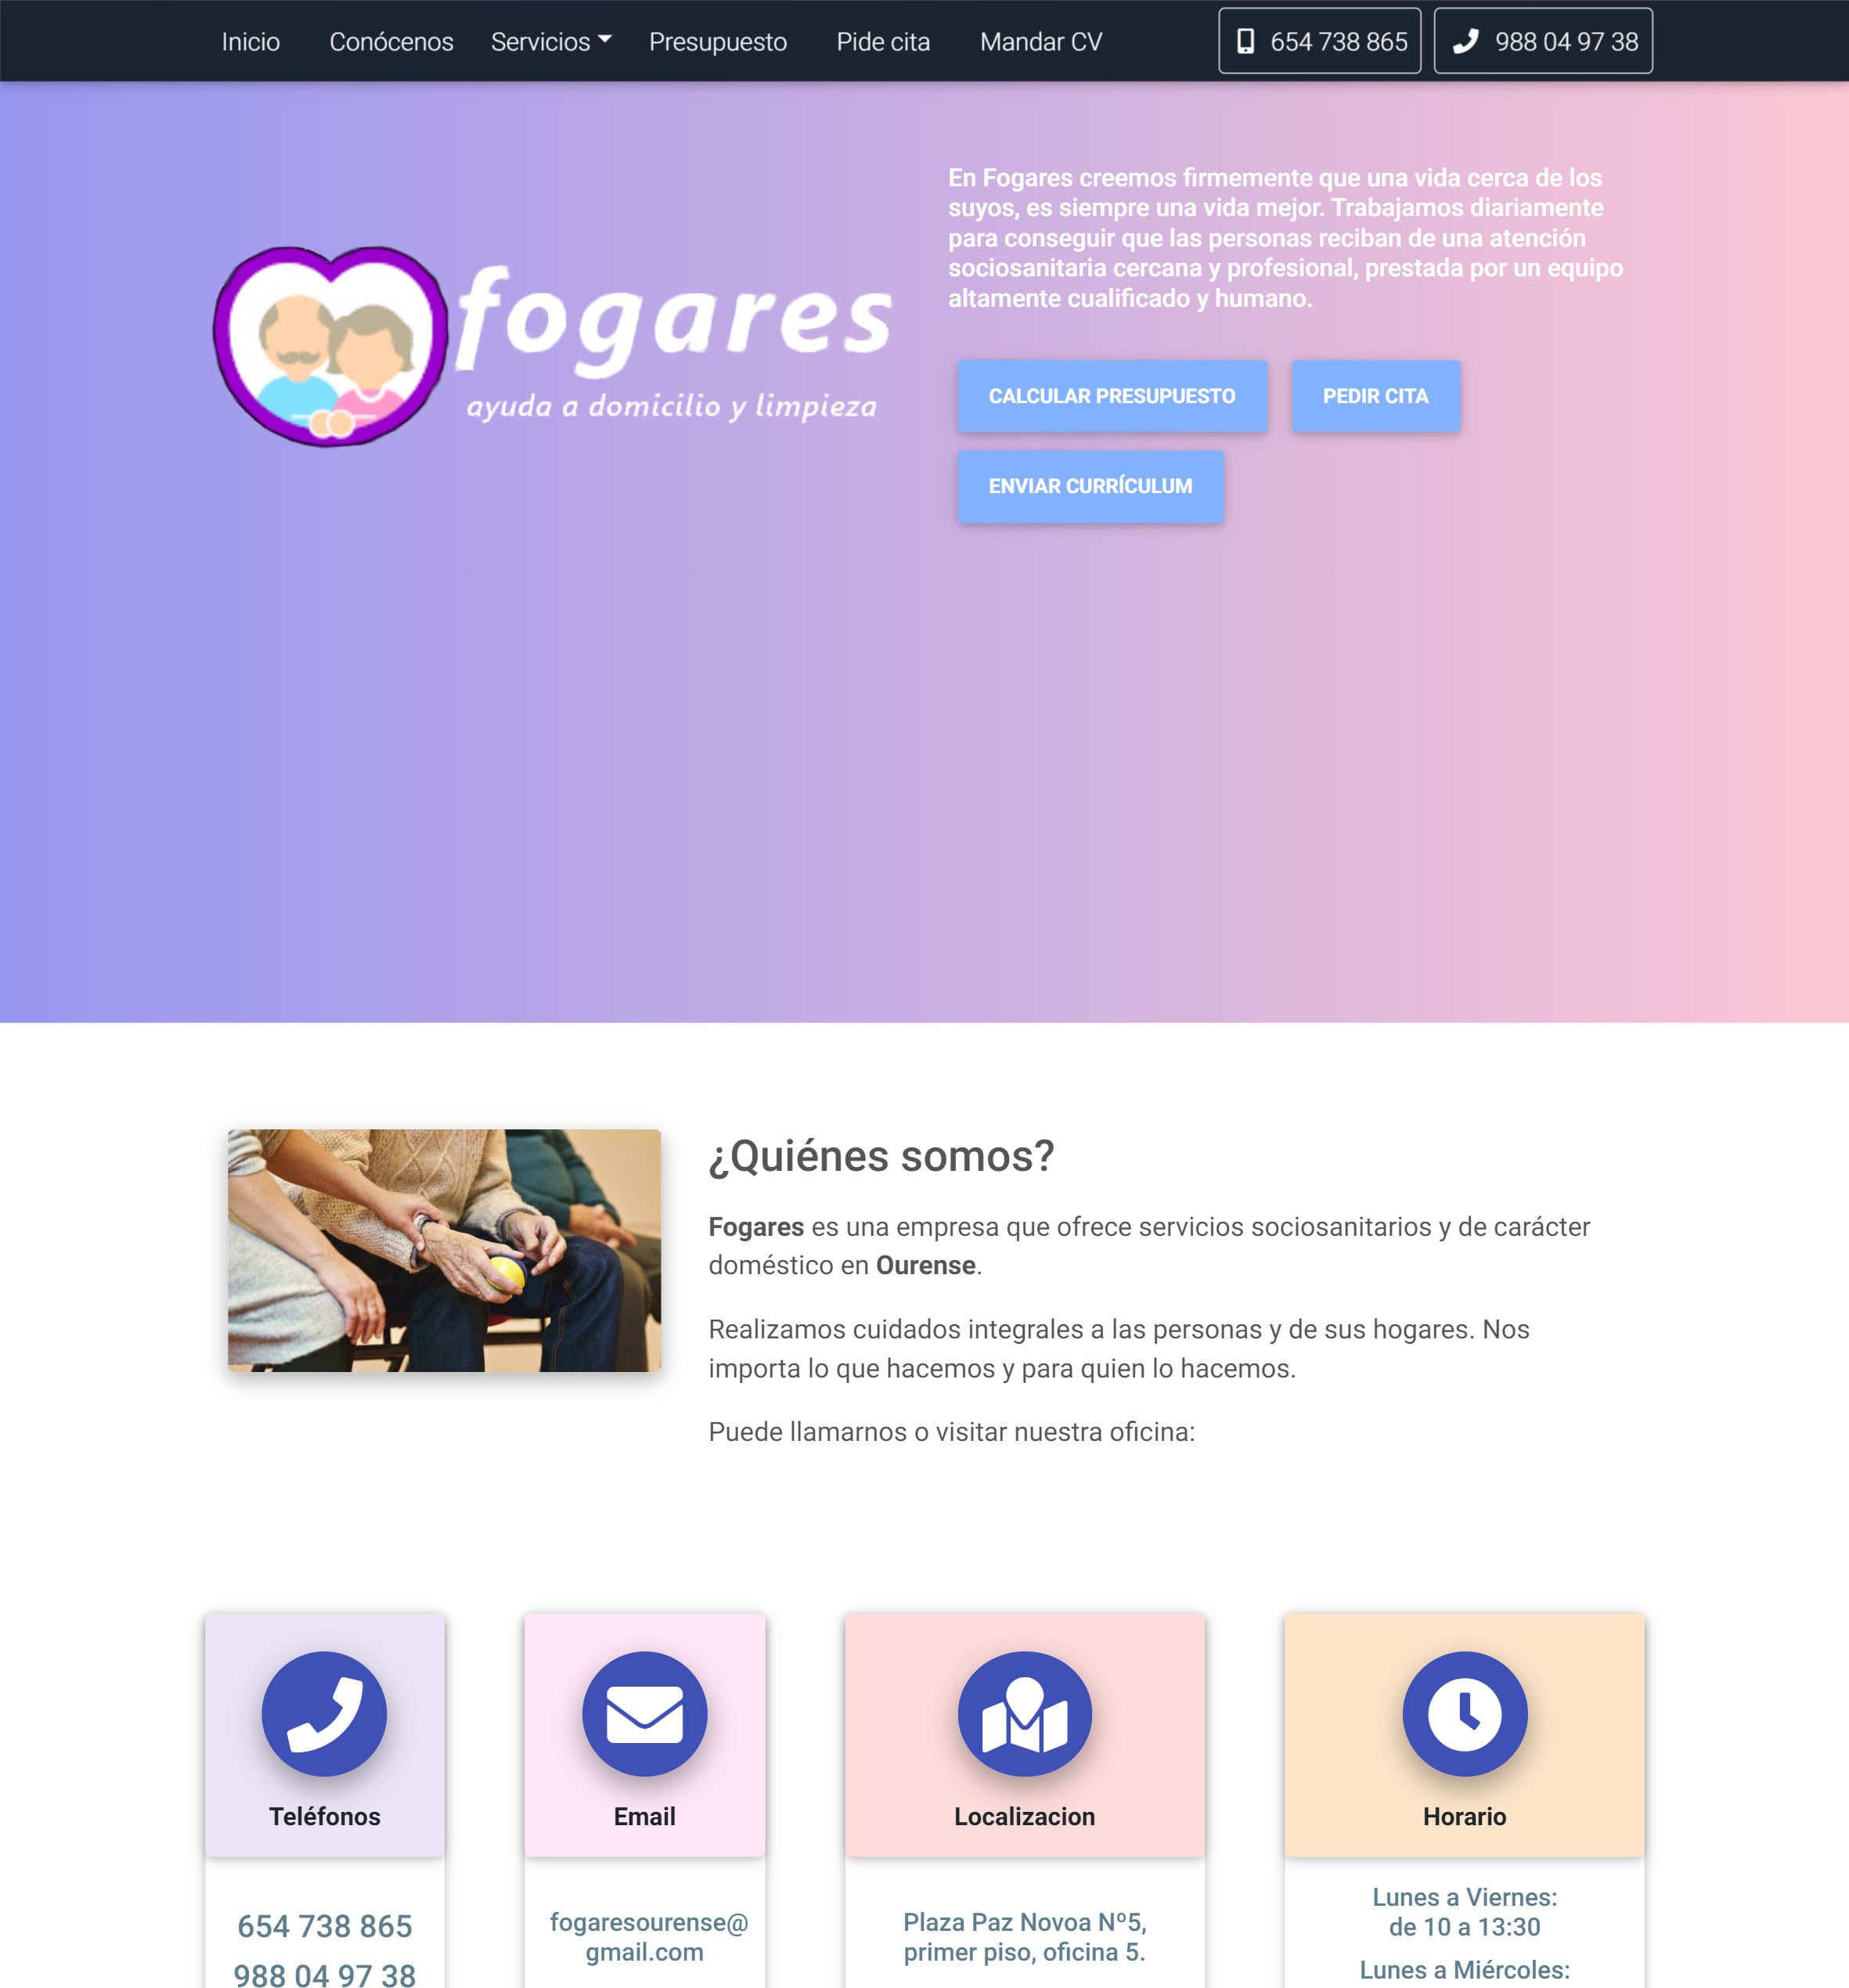 Inicio
Conócenos
Servicios
Presupuesto
Pide cita
Mandar CV
654 738 865
988 04 97 38
fogares
ayuda a domicilio y limpieza
En Fogares creemos firmemente que una vida cerca de los
suyos, es siempre una vida mejor. Trabajamos diariamente
para conseguir que las personas reciban de una atención
sociosanitaria cercana y profesional, prestada por un equipo
altamente cualificado y humano.
CALCULAR PRESUPUESTO
PEDIR CITA
ENVIAR CURRÍCULUM
¿Quiénes somos?
Fogares es una empresa que ofrece servicios sociosanitarios y de carácter
doméstico en Ourense.
Realizamos cuidados integrales a las personas y de sus hogares. Nos
importa lo que hacemos y para quien lo hacemos.
Puede llamarnos o visitar nuestra oficina:
Teléfonos
654 738 865
988 04 97 38
Email
fogaresourense@
gmail.com
Localizacion
Plaza Paz Novoa Nº5,
primer piso, oficina 5.
Horario
Lunes a Viernes:
de 10 a 13:30
Lunes a Miércoles: